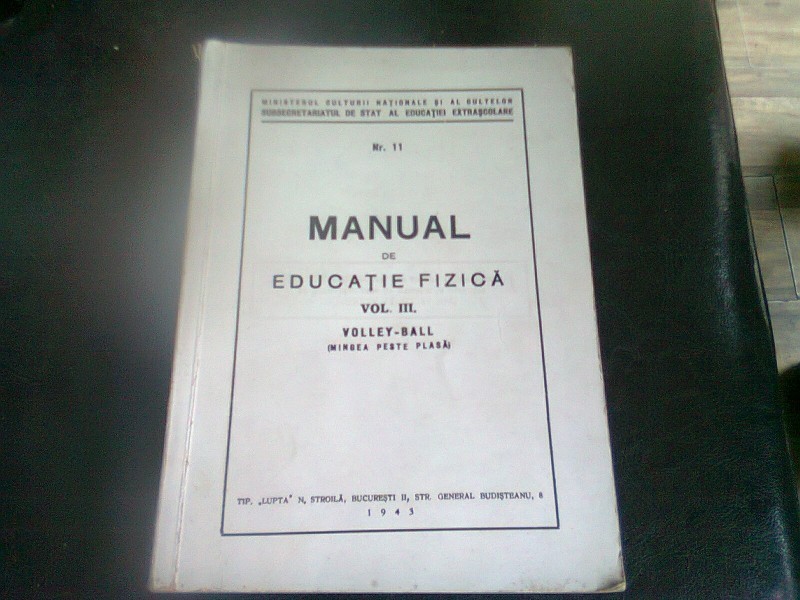 MINISTERUL CULTURII NAȚIONALE ȘI AL CULTELOR
SUBSECRETARIATUL DE STAT AL EDUCAȚIEI EXTRAȘCOLARE
Nr. 11
MANUAL
DE
EDUCAȚIE FIZICĂ
VOL. III.
VOLLEY-BALL
(MINGEA PESTE PLASĂ)
TIP. „LUPTA" N, STROILĂ, BUCUREȘTI II, STR. GENERAL BUDIȘTEANU, 8
1943